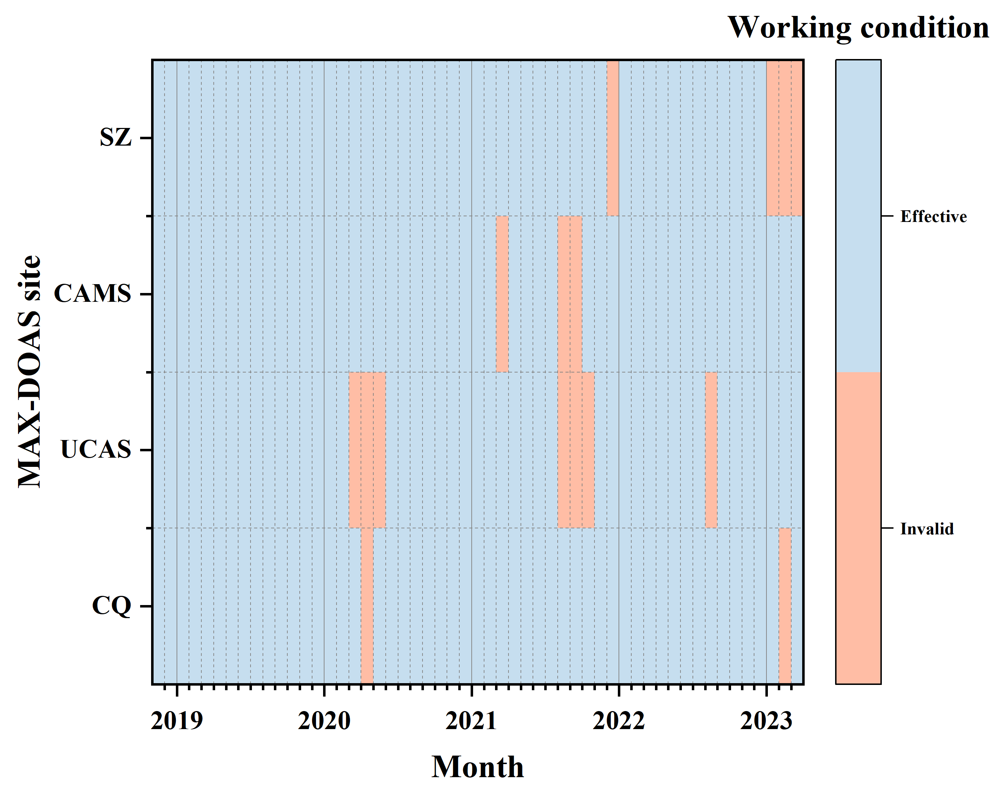 Working condition
SZ
CAMS
UCAS
CQ
MAX-DOAS site
Effective
Invalid
2019 2020 2021 2022 2023
Month